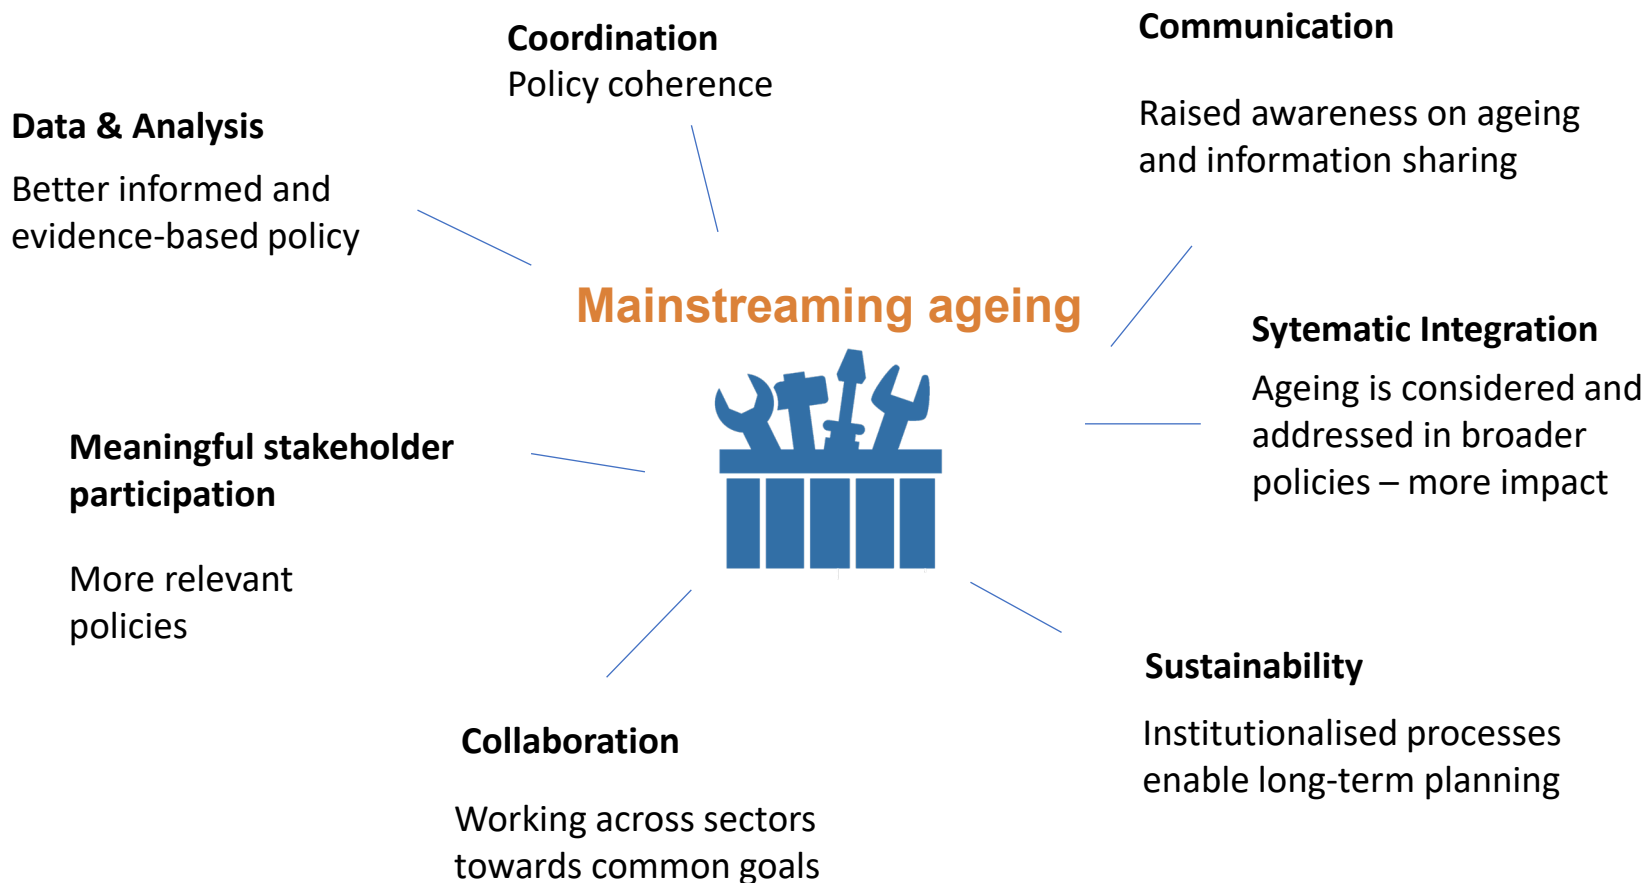 Coordination
Policy coherence
Communication
Raised awareness on ageing
and information sharing
Data & Analysis
Better informed and
evidence-based policy
Mainstreaming ageing
Sytematic Integration
Ageing is considered and
addressed in broader
policies – more impact
Meaningful stakeholder
participation
More relevant
policies
Sustainability
Institutionalised processes
enable long-term planning
Collaboration
Working across sectors
towards common goals